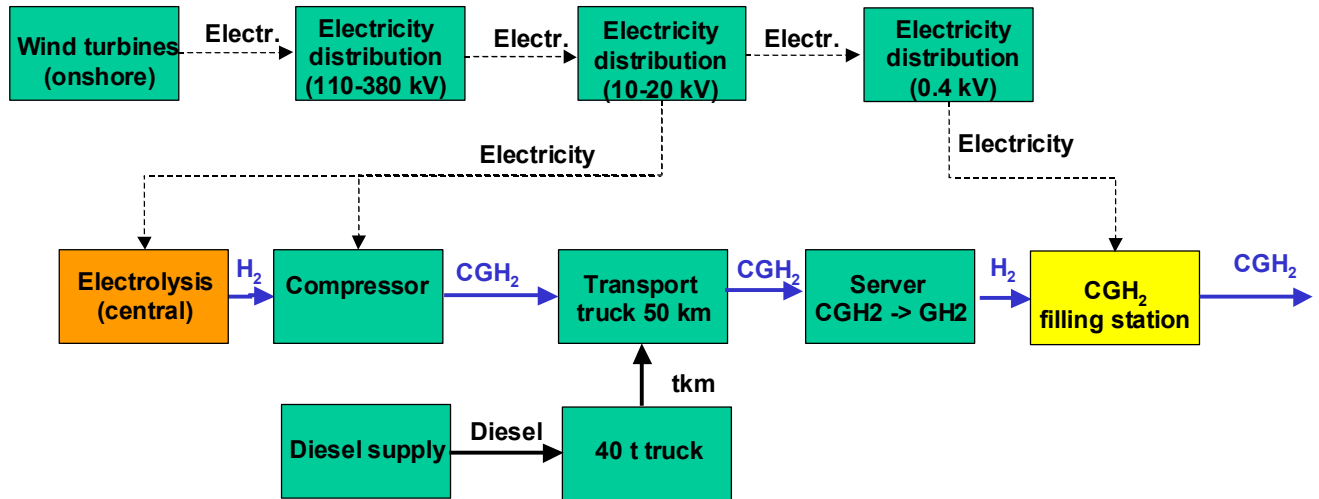 Wind turbines
(onshore)
Electr.
Electricity
distribution
(110-380 kV)
Electr.
Electricity
distribution
(10-20 kV)
Electr.
Electricity
distribution
(0.4 kV)
Electricity
Electricity
Electrolysis
(central)
H₂
Compressor
CGH₂
Transport
truck 50 km
CGH₂
Server
CGH2 -> GH2
H₂
CGH₂
filling station
CGH₂
tkm
Diesel supply
Diesel
40 t truck